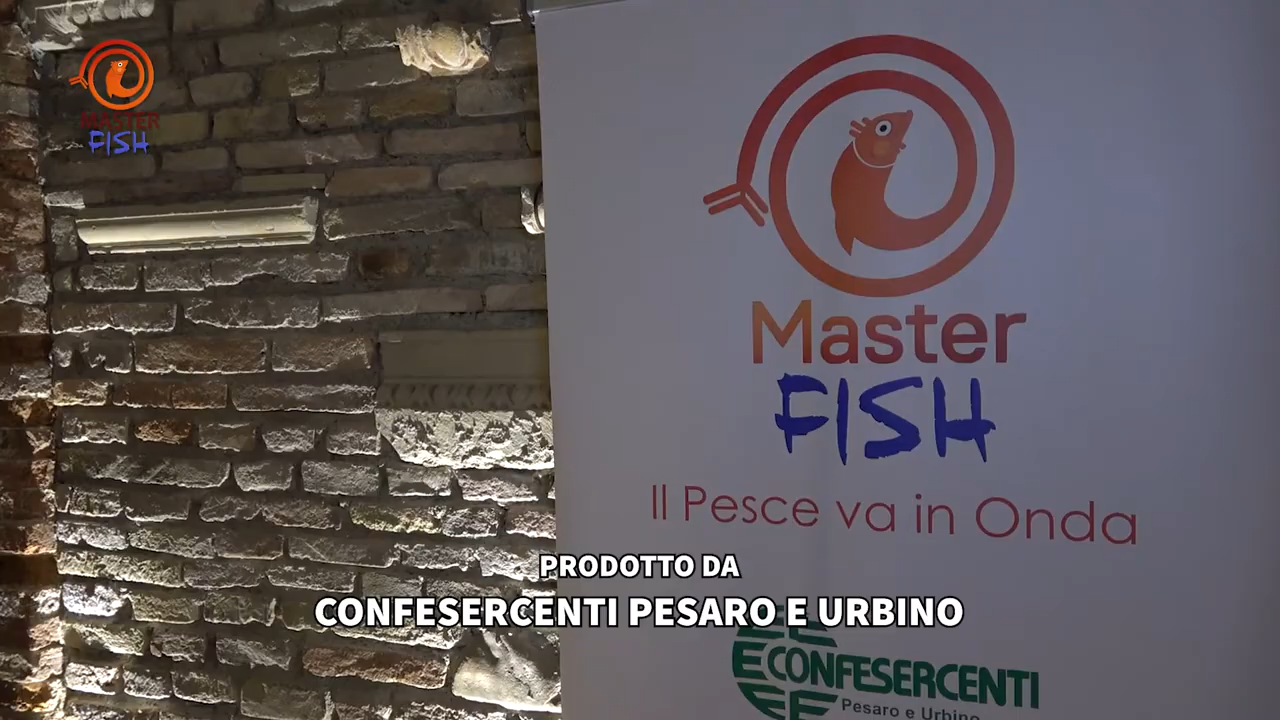 MASTER
FISH
Master
FISH
Il Pesce va in Onda
PRODOTTO DA
CONFESERCENTI PESARO E URBINO
CONFESERCENTI
Pesaro e Urbino